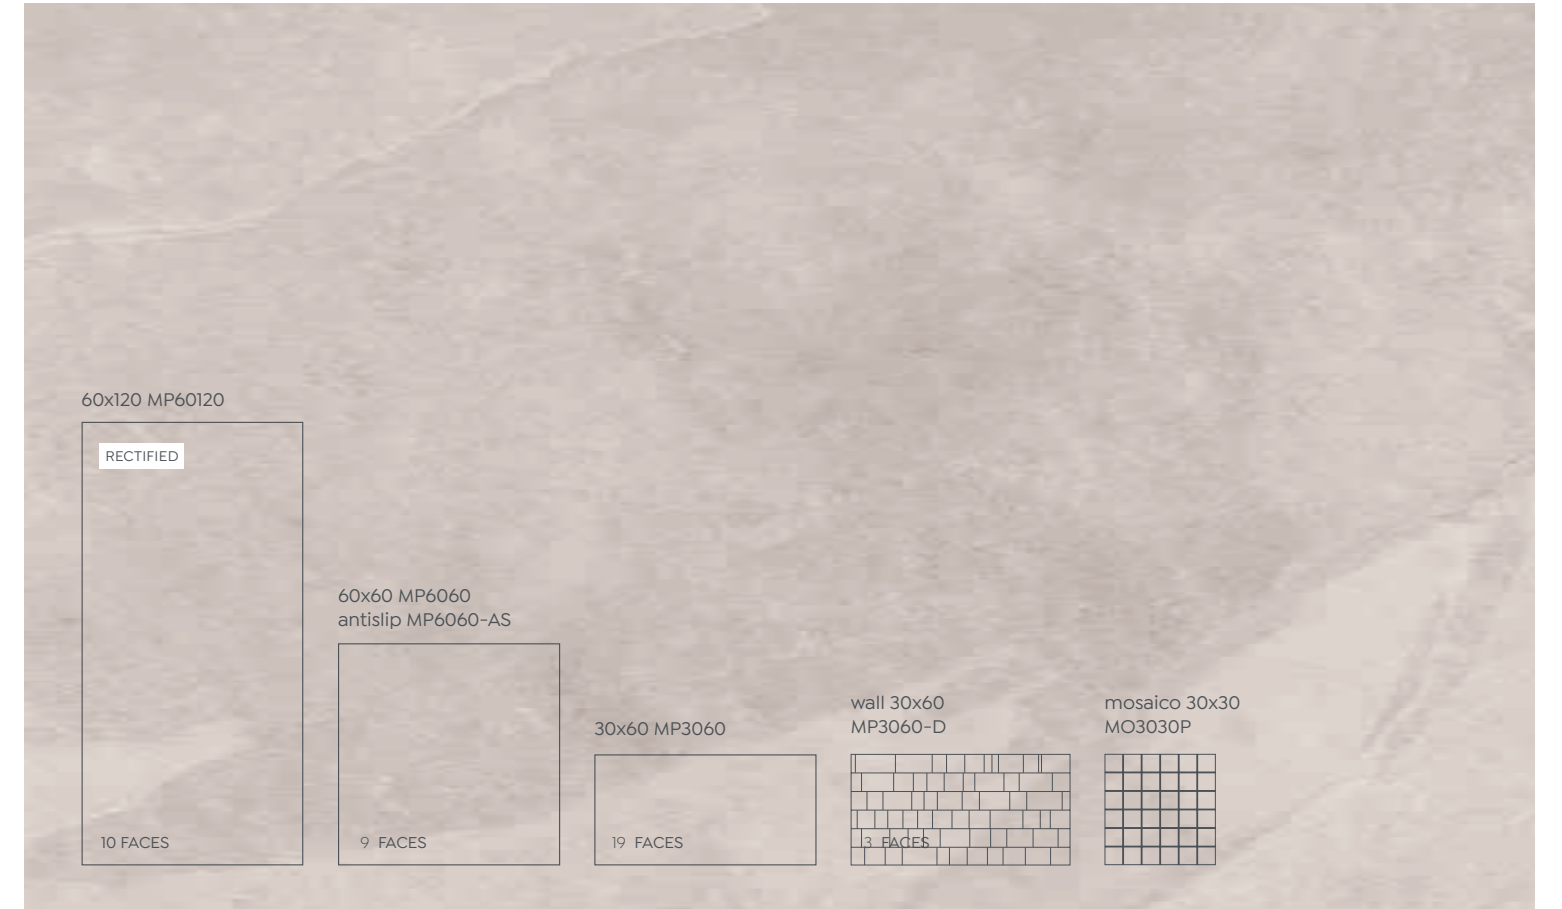 60x120 MP60120
RECTIFIED
10 FACES
60x60 MP6060
antislip MP6060-AS
9 FACES
30x60 MP3060
19 FACES
wall 30x60
MP3060-D
3 FACES
mosaico 30x30
MO3030P